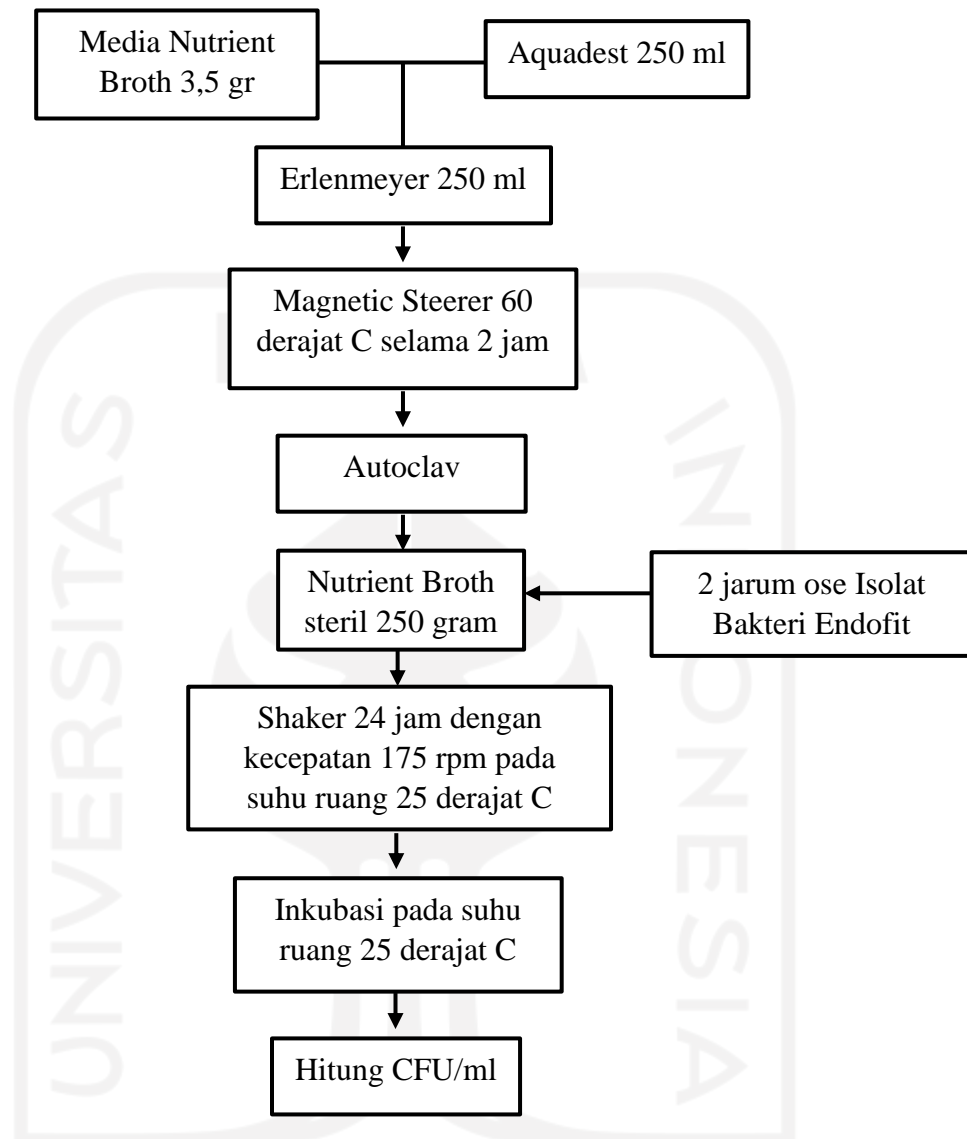 Media Nutrient
Broth 3,5 gr
Aquadest 250 ml
Erlenmeyer 250 ml
Magnetic Steerer 60
derajat C selama 2 jam
Autoclav
Nutrient Broth
steril 250 gram
2 jarum ose Isolat
Bakteri Endofit
Shaker 24 jam dengan
kecepatan 175 rpm pada
suhu ruang 25 derajat C
Inkubasi pada suhu
ruang 25 derajat C
Hitung CFU/ml
UNIVERSITAS
INDONESIA